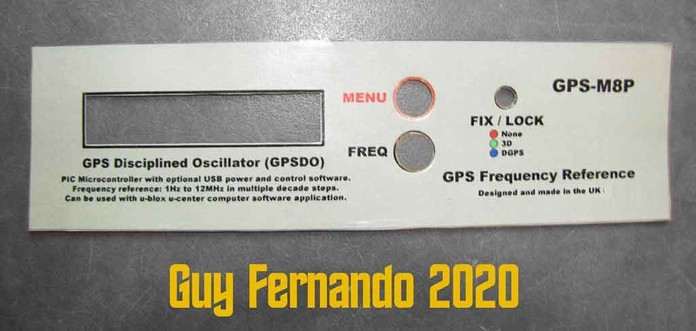 GPS-M8P
MENU
FIX / LOCK
None
3D
DGPS
FREQ
GPS Disciplined Oscillator (GPSDO)
PIC Microcontroller with optional USB power and control software.
Frequency reference: 1Hz to 12MHz in multiple decade steps.
Can be used with u-blox u-center computer software application.
GPS Frequency Reference
Designed and made in the UK
Guy Fernando 2020